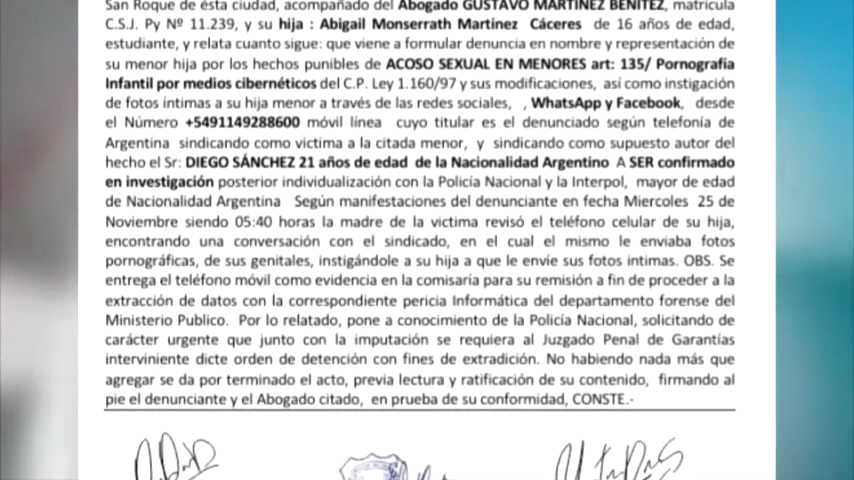 San Roque de ésta ciudad, acompañado del Abogado GUSTAVO MARTINEZ BENITEZ, matricula
C.S.J. Py Nº 11.239, y su hija : Abigail Monserrath Martínez Cáceres de 16 años de edad,
estudiante, y relata cuanto sigue: que viene a formular denuncia en nombre y representación de
su menor hija por los hechos punibles de ACOSO SEXUAL EN MENORES art: 135/ Pornografía
Infantil por medios cibernéticos del C.P. Ley 1.160/97 y sus modificaciones, así como instigación
de fotos íntimas a su hija menor a través de las redes sociales, , WhatsApp y Facebook, desde
el Número +5491149288600 móvil línea cuyo titular es el denunciado según telefonía de
Argentina sindicando como victima a la citada menor, y sindicando como supuesto autor del
hecho el Sr: DIEGO SÁNCHEZ 21 años de edad de la Nacionalidad Argentino A SER confirmado
en investigación posterior individualización con la Policía Nacional y la Interpol, mayor de edad
de Nacionalidad Argentina Según manifestaciones del denunciante en fecha Miercoles 25 de
Noviembre siendo 05:40 horas la madre de la victima revisó el teléfono celular de su hija,
encontrando una conversación con el sindicado, en el cual el mismo le enviaba fotos
pornográficas, de sus genitales, instigándole a su hija a que le envíe sus fotos intimas. OBS. Se
entrega el teléfono móvil como evidencia en la comisaría para su remisión a fin de proceder a la
extracción de datos con la correspondiente pericia Informática del departamento forense del
Ministerio Publico. Por lo relatado, pone a conocimiento de la Policía Nacional, solicitando de
carácter urgente que junto con la imputación se requiera al Juzgado Penal de Garantías
interviniente dicte orden de detención con fines de extradición. No habiendo nada más que
agregar se da por terminado el acto, previa lectura y ratificación de su contenido, firmando al
pie el denunciante y el Abogado citado, en prueba de su conformidad, CONSTE.-